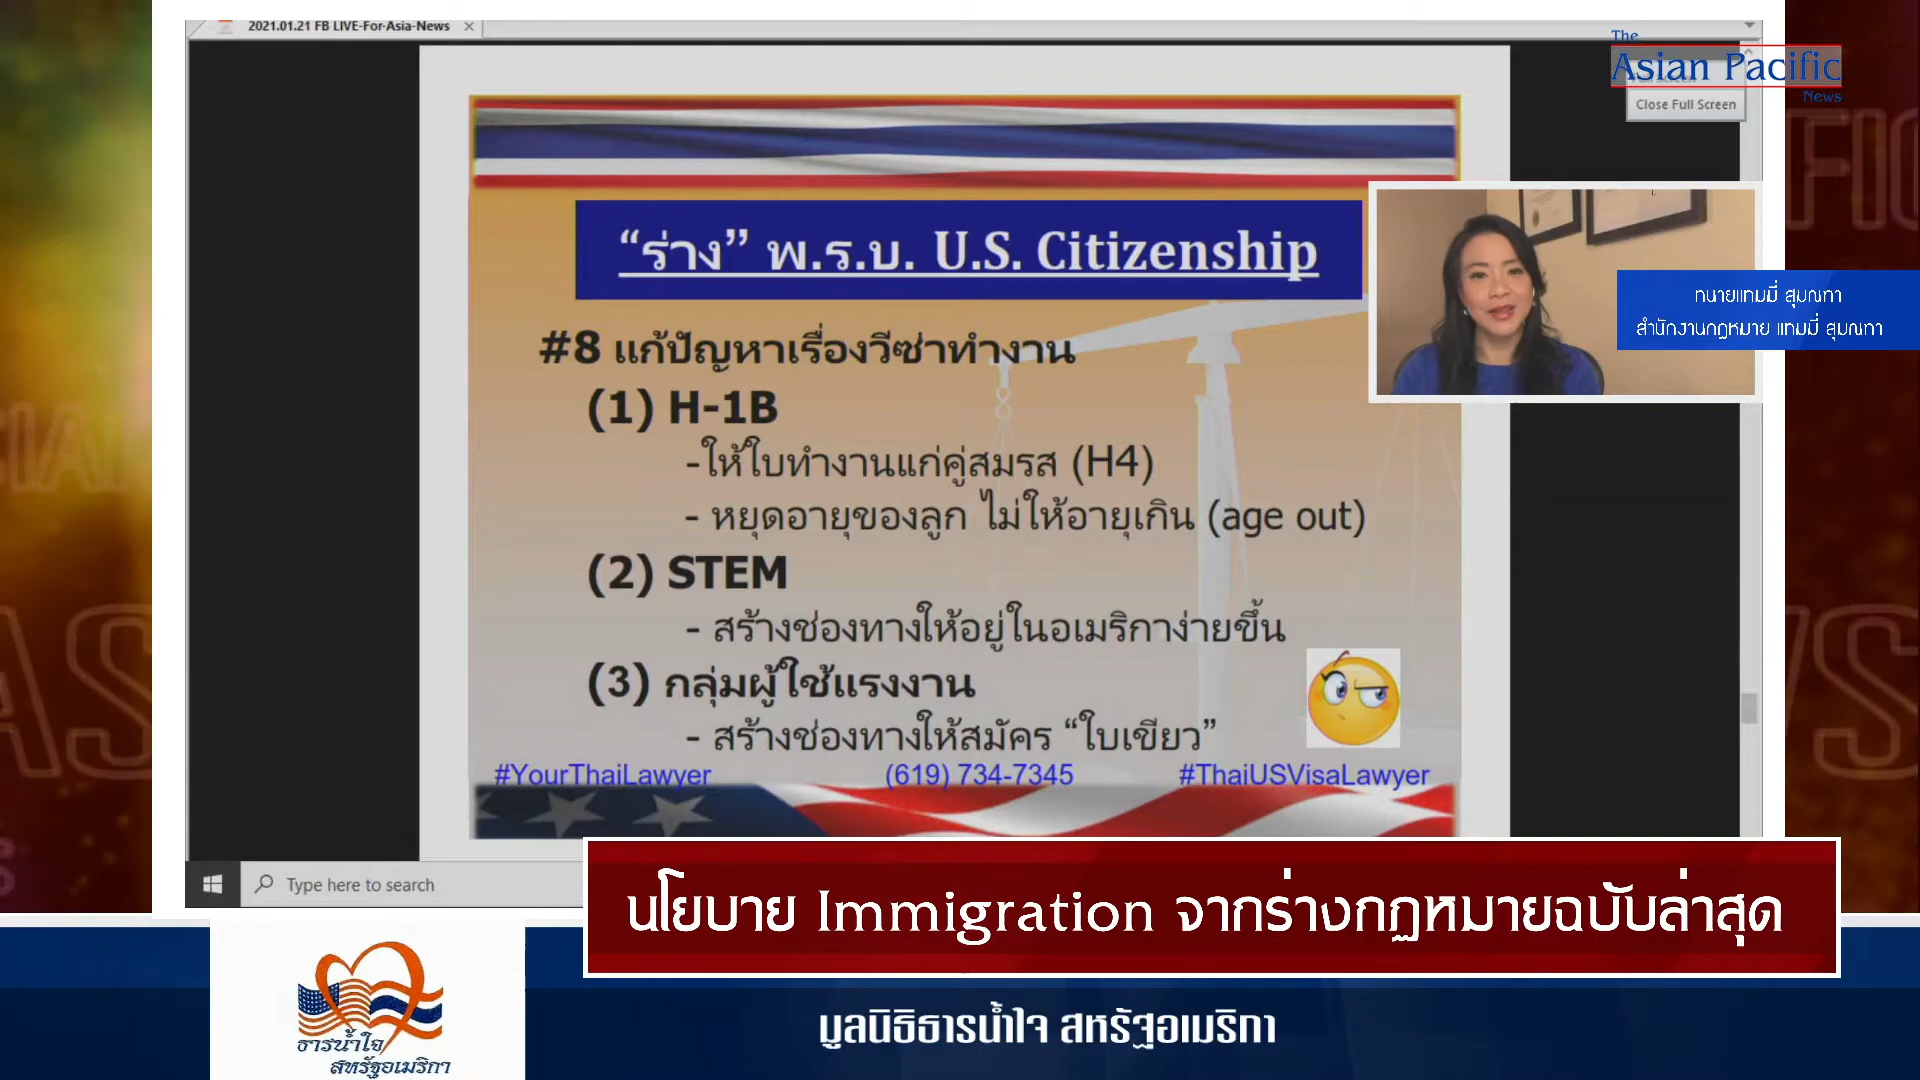 2021.01.21 FB LIVE-For-Asia-News
The
Asian Pacific
News
Close Full Screen
“ร่าง” พ.ร.บ. U.S. Citizenship
ทนายแทมมี่ สุมณฑา
สำนักงานกฎหมาย แทมมี่ สุมณฑา
#8 แก้ปัญหาเรื่องวีซ่าทำงาน
(1) H-1B
-ให้ใบทำงานแก่คู่สมรส (H4)
- หยุดอายุของลูก ไม่ให้อายุเกิน (age out)
(2) STEM
- สร้างช่องทางให้อยู่ในอเมริกาง่ายขึ้น
(3) กลุ่มผู้ใช้แรงงาน
- สร้างช่องทางให้สมัคร “ใบเขียว”
#YourThaiLawyer (619) 734-7345 #ThaiUSVisaLawyer
Type here to search
นโยบาย Immigration จากร่างกฎหมายฉบับล่าสุด
ธารน้ำใจ
สหรัฐอเมริกา
มูลนิธิธารน้ำใจ สหรัฐอเมริกา